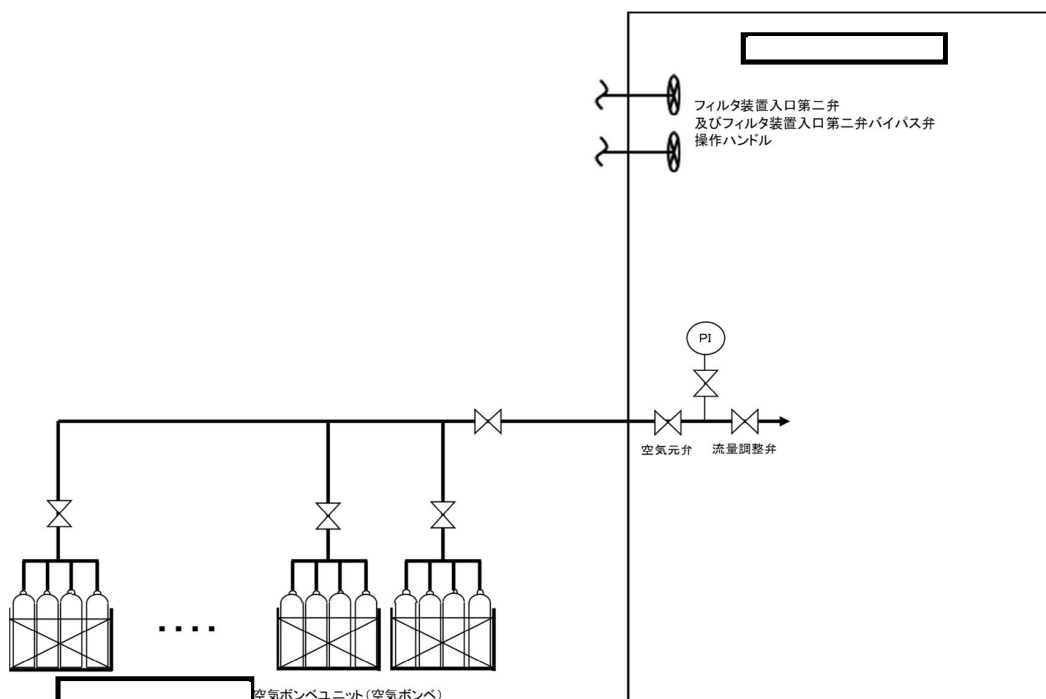 フィルタ装置入口第二弁
及びフィルタ装置入口第二弁バイパス弁
操作ハンドル
PI
空気元弁
流量調整弁
空気ボンベユニット(空気ボンベ)